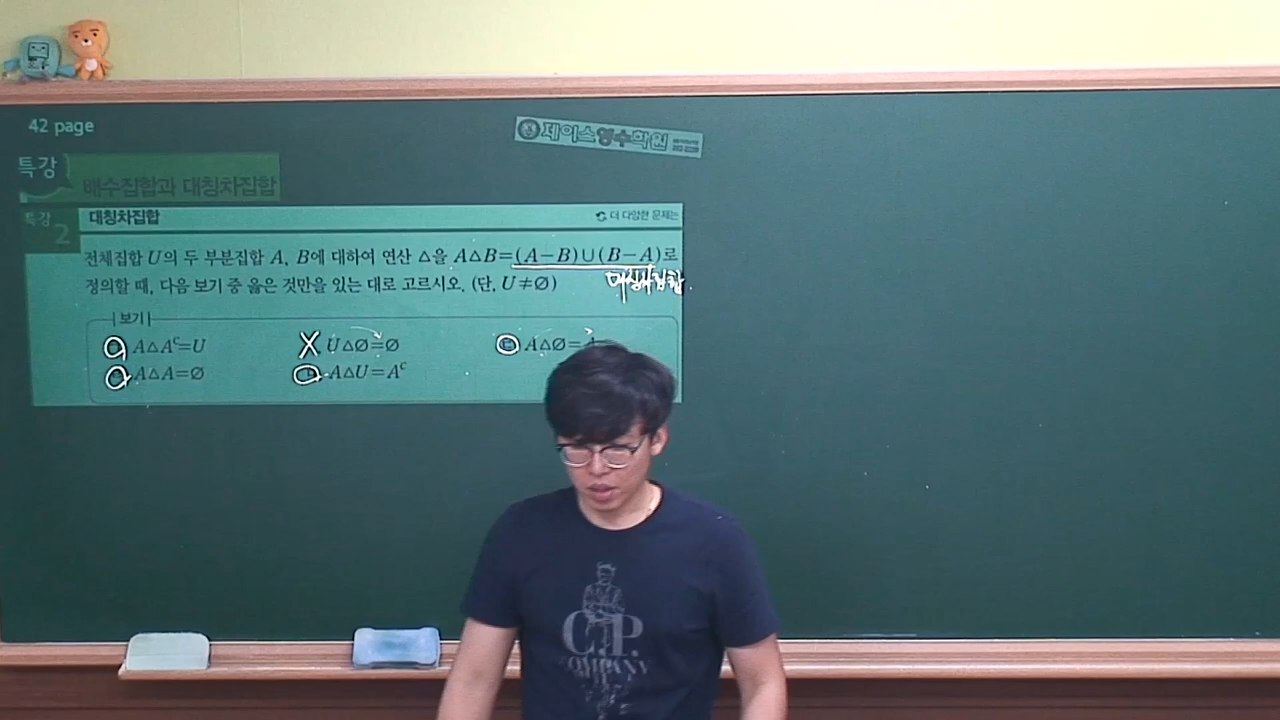 42 page
제이스영수학원
특강
배수집합과 대칭차집합
특강 2
대칭차집합
더 다양한 문제는
전체집합 U의 두 부분집합 A, B에 대하여 연산 △을 A△B=(A−B)∪(B−A)로
정의할 때, 다음 보기 중 옳은 것만을 있는 대로 고르시오. (단, U≠∅)
대칭차집합.
보기
A△Aᶜ=U
X U△∅=∅
A△∅=A
A△A=∅
A△U=Aᶜ
C.P.
COMPANY